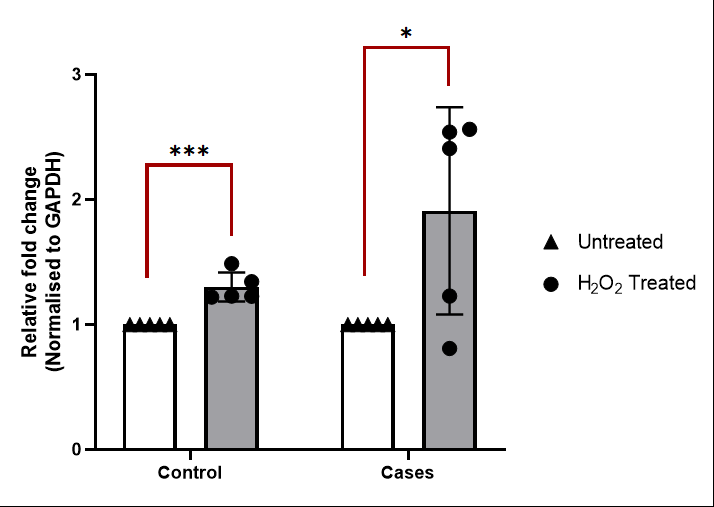 *
***
3
2
1
0
Relative fold change
(Normalised to GAPDH)
Control
Cases
Untreated
H₂O₂ Treated